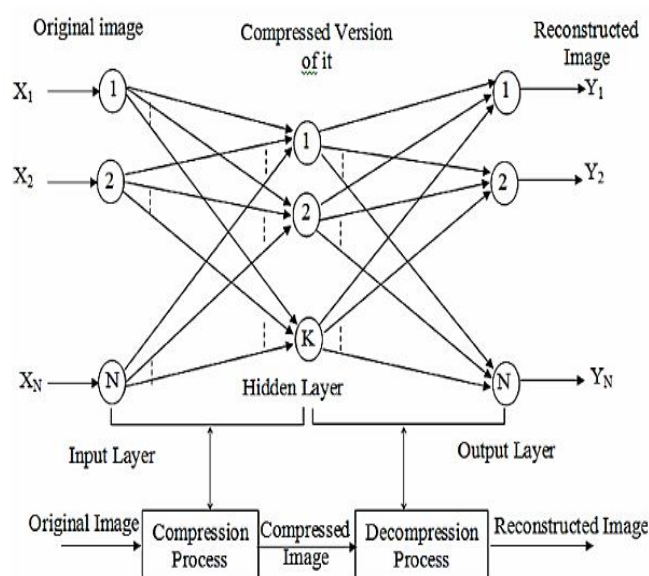 Original image
Compressed Version
of it
Reconstructed
Image
X1
1
1
Y1
1
X2
2
2
Y2
2
XN
N
K
N
YN
Hidden Layer
Input Layer
Output Layer
Original Image
Compression
Process
Compressed
Image
Decompression
Process
Reconstructed Image